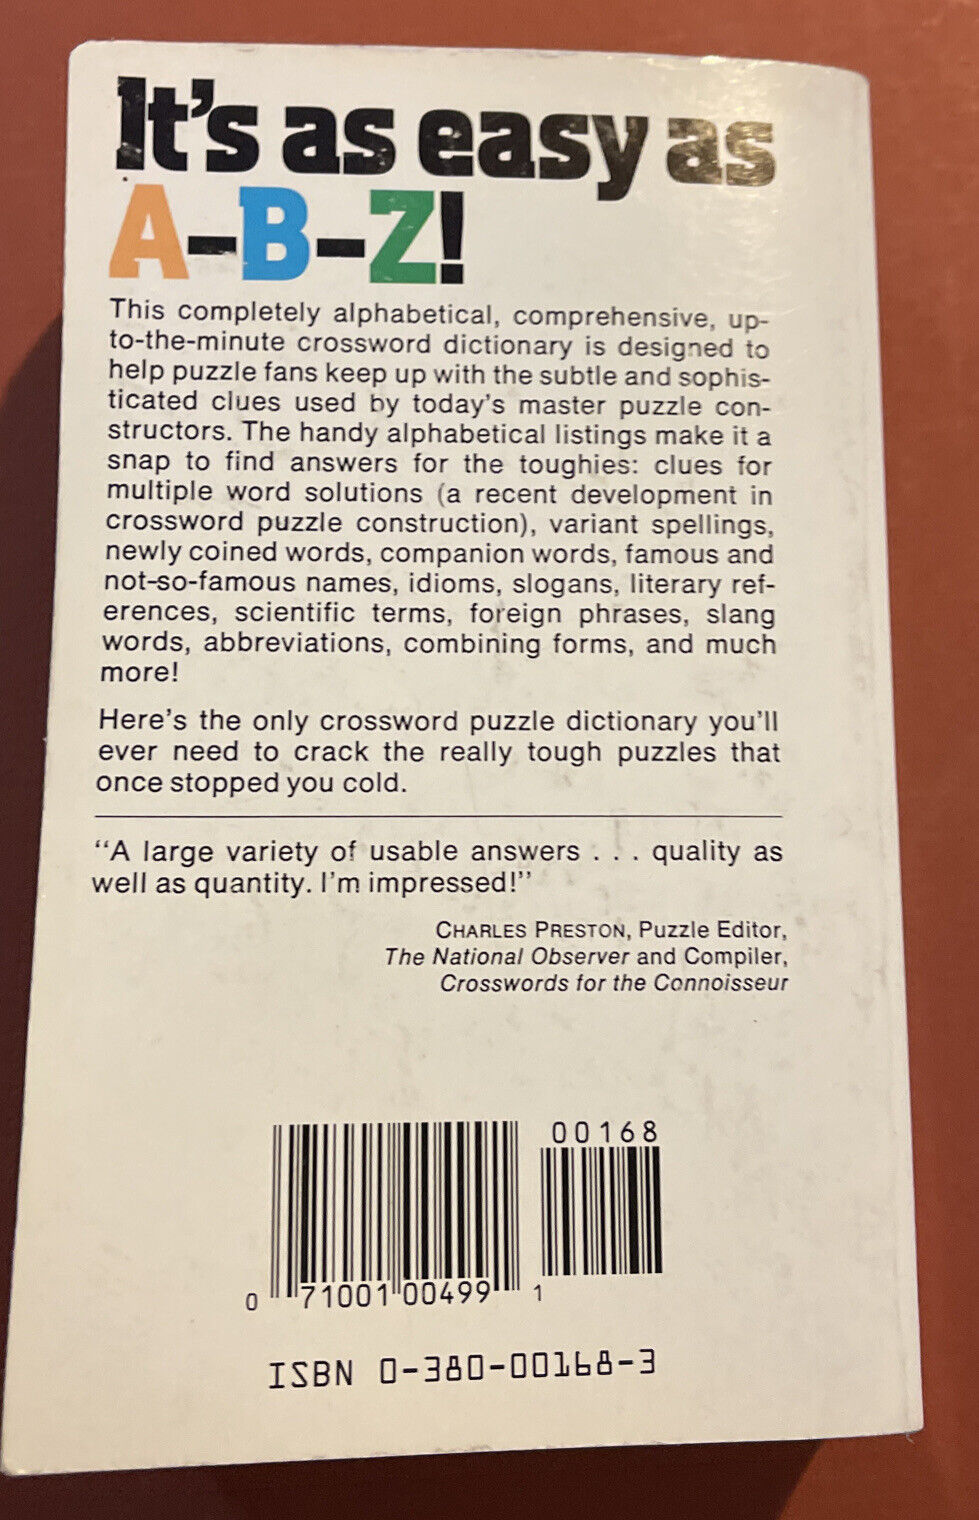 It's as easy as
A-B-Z!
This completely alphabetical, comprehensive, up-
to-the-minute crossword dictionary is designed to
help puzzle fans keep up with the subtle and sophis-
ticated clues used by today's master puzzle con-
structors. The handy alphabetical listings make it a
snap to find answers for the toughies: clues for
multiple word solutions (a recent development in
crossword puzzle construction), variant spellings,
newly coined words, companion words, famous and
not-so-famous names, idioms, slogans, literary ref-
erences, scientific terms, foreign phrases, slang
words, abbreviations, combining forms, and much
more!
Here's the only crossword puzzle dictionary you'll
ever need to crack the really tough puzzles that
once stopped you cold.
"A large variety of usable answers . . . quality as
well as quantity. I'm impressed!"
CHARLES PRESTON, Puzzle Editor,
The National Observer and Compiler,
Crosswords for the Connoisseur
00168
0 71001 00499 1
ISBN 0-380-00168-3